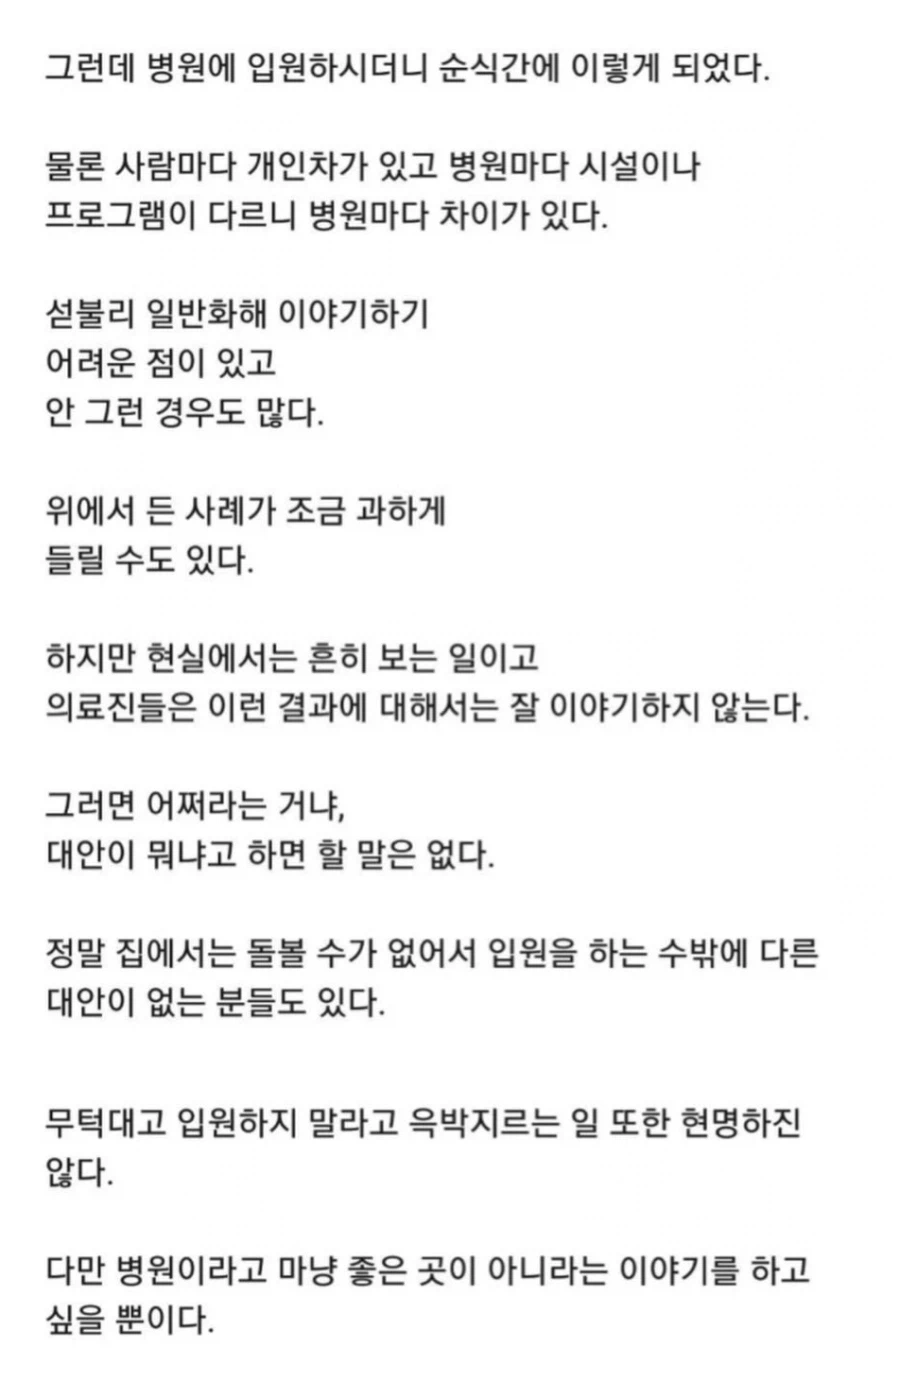 그런데 병원에 입원하시더니 순식간에 이렇게 되었다.
물론 사람마다 개인차가 있고 병원마다 시설이나
프로그램이 다르니 병원마다 차이가 있다.
섣불리 일반화해 이야기하기
어려운 점이 있고
안 그런 경우도 많다.
위에서 든 사례가 조금 과하게
들릴 수도 있다.
하지만 현실에서는 흔히 보는 일이고
의료진들은 이런 결과에 대해서는 잘 이야기하지 않는다.
그러면 어쩌라는 거냐,
대안이 뭐냐고 하면 할 말은 없다.
정말 집에서는 돌볼 수가 없어서 입원을 하는 수밖에 다른
대안이 없는 분들도 있다.
무턱대고 입원하지 말라고 윽박지르는 일 또한 현명하진
않다.
다만 병원이라고 마냥 좋은 곳이 아니라는 이야기를 하고
싶을 뿐이다.